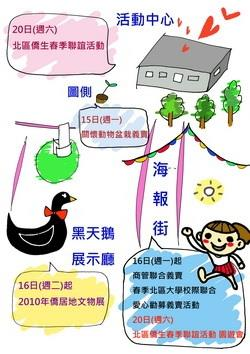 活動中心
20日(週六)
北區僑生春季聯誼活動
圖側
15日(週一)
關懷動物盆栽義賣
海報街
黑天鵝
展示廳
16日(週二)起
2010年僑居地文物展
16日(週一)起
商管聯合義賣
春季北區大學校際聯合
愛心勸募義賣活動
20日(週六)
北區僑生春季聯誼活動 園遊會